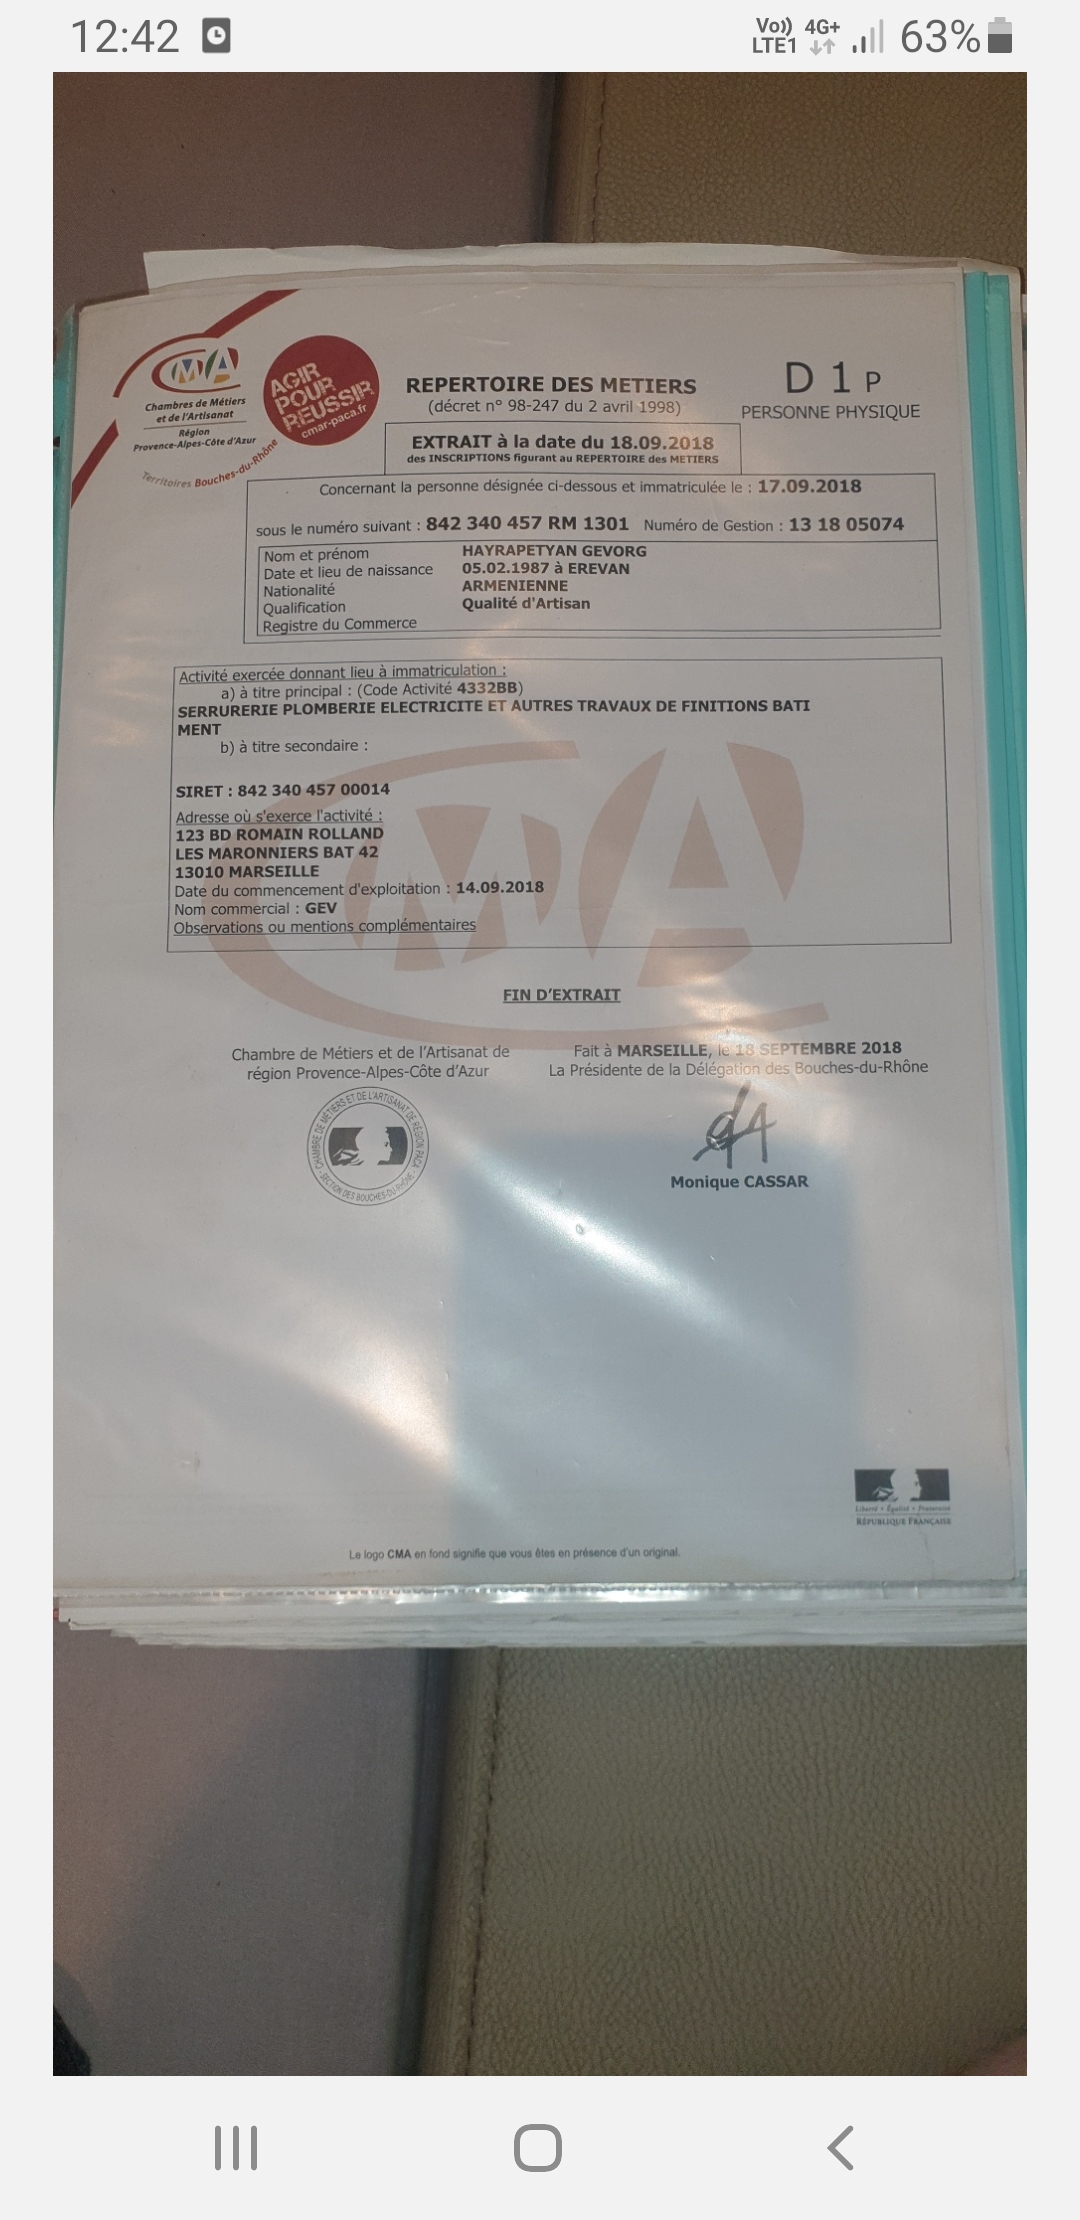 12:42
Vo)) 4G+
LTE1
63%
CMA
Chambres de Métiers
et de l'Artisanat
Région
Provence-Alpes-Côte d'Azur
Territoires Bouches-du-Rhône
AGIR
POUR
REUSSIR
cmar-paca.fr
REPERTOIRE DES METIERS
(décret n° 98-247 du 2 avril 1998)
D 1 P
PERSONNE PHYSIQUE
EXTRAIT à la date du 18.09.2018
des INSCRIPTIONS figurant au REPERTOIRE des METIERS
Concernant la personne désignée ci-dessous et immatriculée le : 17.09.2018
sous le numéro suivant : 842 340 457 RM 1301 Numéro de Gestion : 13 18 05074
Nom et prénom HAYRAPETYAN GEVORG
Date et lieu de naissance 05.02.1987 à EREVAN
Nationalité ARMENIENNE
Qualification Qualité d'Artisan
Registre du Commerce
Activité exercée donnant lieu à immatriculation :
a) à titre principal : (Code Activité 4332BB)
SERRURERIE PLOMBERIE ELECTRICITE ET AUTRES TRAVAUX DE FINITIONS BATI
MENT
b) à titre secondaire :
SIRET : 842 340 457 00014
Adresse où s'exerce l'activité :
123 BD ROMAIN ROLLAND
LES MARONNIERS BAT 42
13010 MARSEILLE
Date du commencement d'exploitation : 14.09.2018
Nom commercial : GEV
Observations ou mentions complémentaires
CMA
FIN D'EXTRAIT
Chambre de Métiers et de l'Artisanat de
région Provence-Alpes-Côte d'Azur
Fait à MARSEILLE, le 18 SEPTEMBRE 2018
La Présidente de la Délégation des Bouches-du-Rhône
CHAMBRE DE MÉTIERS ET DE L'ARTISANAT DE RÉGION PACA
SECTION DES BOUCHES-DU-RHÔNE
Monique CASSAR
Liberté • Égalité • Fraternité
RÉPUBLIQUE FRANÇAISE
Le logo CMA en fond signifie que vous êtes en présence d'un original.